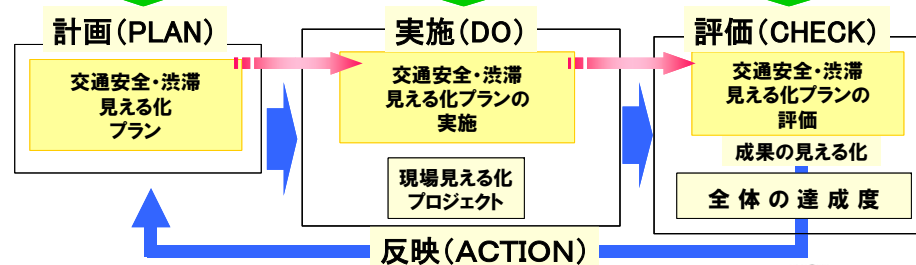 計画(PLAN)
交通安全・渋滞
見える化
プラン
実施(DO)
交通安全・渋滞
見える化プランの
実施
現場見える化
プロジェクト
評価(CHECK)
交通安全・渋滞
見える化プランの
評価
成果の見える化
全体の達成度
反映(ACTION)